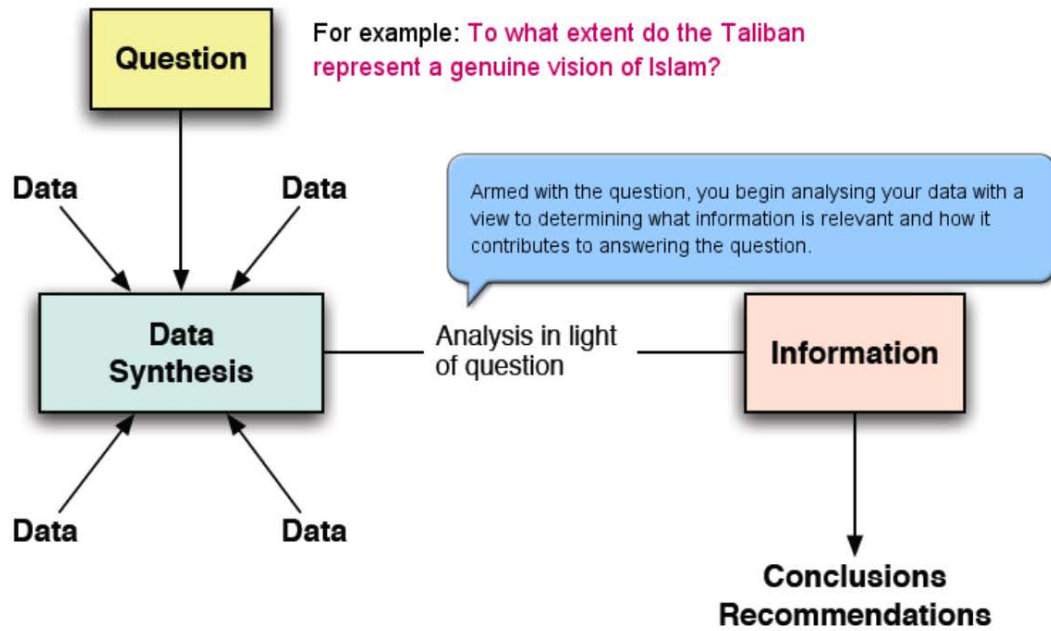 For example: To what extent do the Taliban
represent a genuine vision of Islam?
Question
Data
Data
Armed with the question, you begin analysing your data with a
view to determining what information is relevant and how it
contributes to answering the question.
Data
Synthesis
Analysis in light
of question
Information
Data
Data
Conclusions
Recommendations